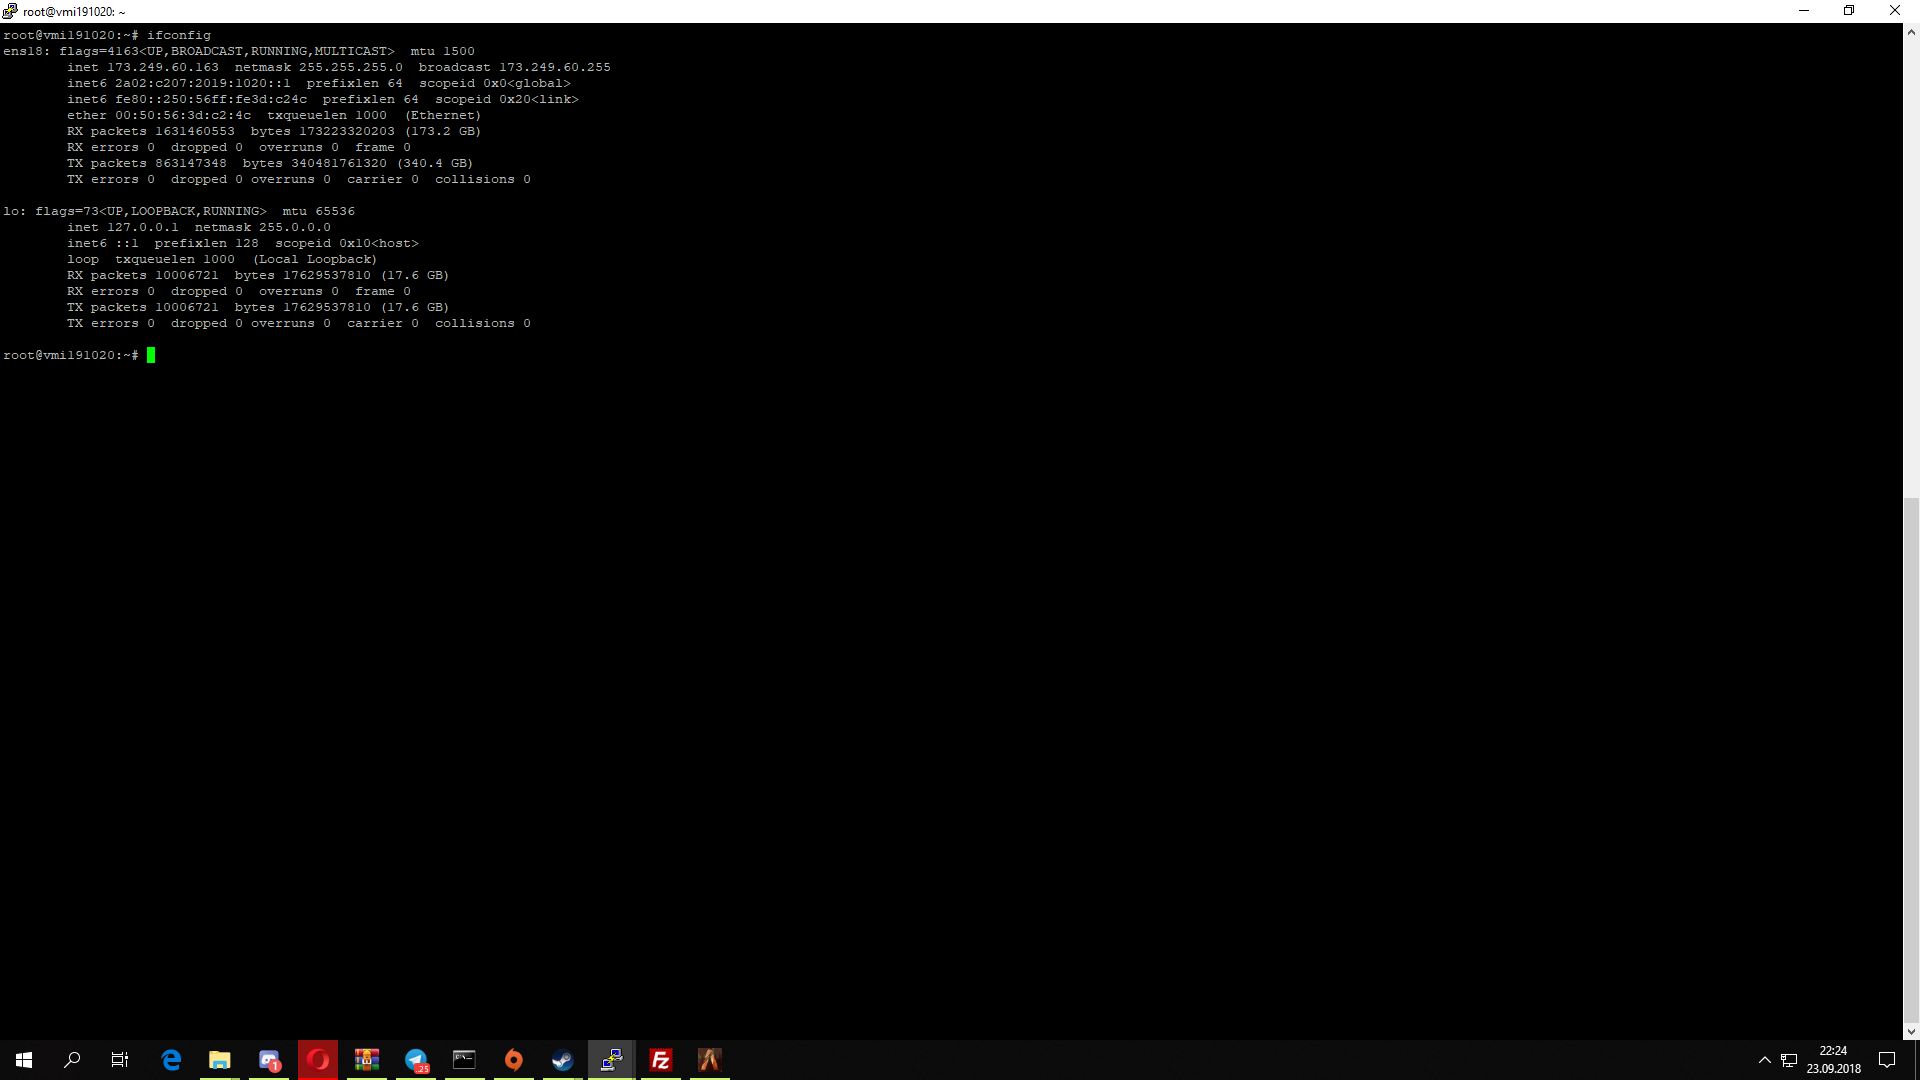 root@vmi191020: ~
root@vmi191020:~# ifconfig
ens18: flags=4163<UP,BROADCAST,RUNNING,MULTICAST>  mtu 1500
        inet 173.249.60.163  netmask 255.255.255.0  broadcast 173.249.60.255
        inet6 2a02:c207:2019:1020::1  prefixlen 64  scopeid 0x0<global>
        inet6 fe80::250:56ff:fe3d:c24c  prefixlen 64  scopeid 0x20<link>
        ether 00:50:56:3d:c2:4c  txqueuelen 1000  (Ethernet)
        RX packets 1631460553  bytes 173223320203 (173.2 GB)
        RX errors 0  dropped 0  overruns 0  frame 0
        TX packets 863147348  bytes 340481761320 (340.4 GB)
        TX errors 0  dropped 0 overruns 0  carrier 0  collisions 0

lo: flags=73<UP,LOOPBACK,RUNNING>  mtu 65536
        inet 127.0.0.1  netmask 255.0.0.0
        inet6 ::1  prefixlen 128  scopeid 0x10<host>
        loop  txqueuelen 1000  (Local Loopback)
        RX packets 10006721  bytes 17629537810 (17.6 GB)
        RX errors 0  dropped 0  overruns 0  frame 0
        TX packets 10006721  bytes 17629537810 (17.6 GB)
        TX errors 0  dropped 0 overruns 0  carrier 0  collisions 0

root@vmi191020:~#
1
25
22:24
23.09.2018